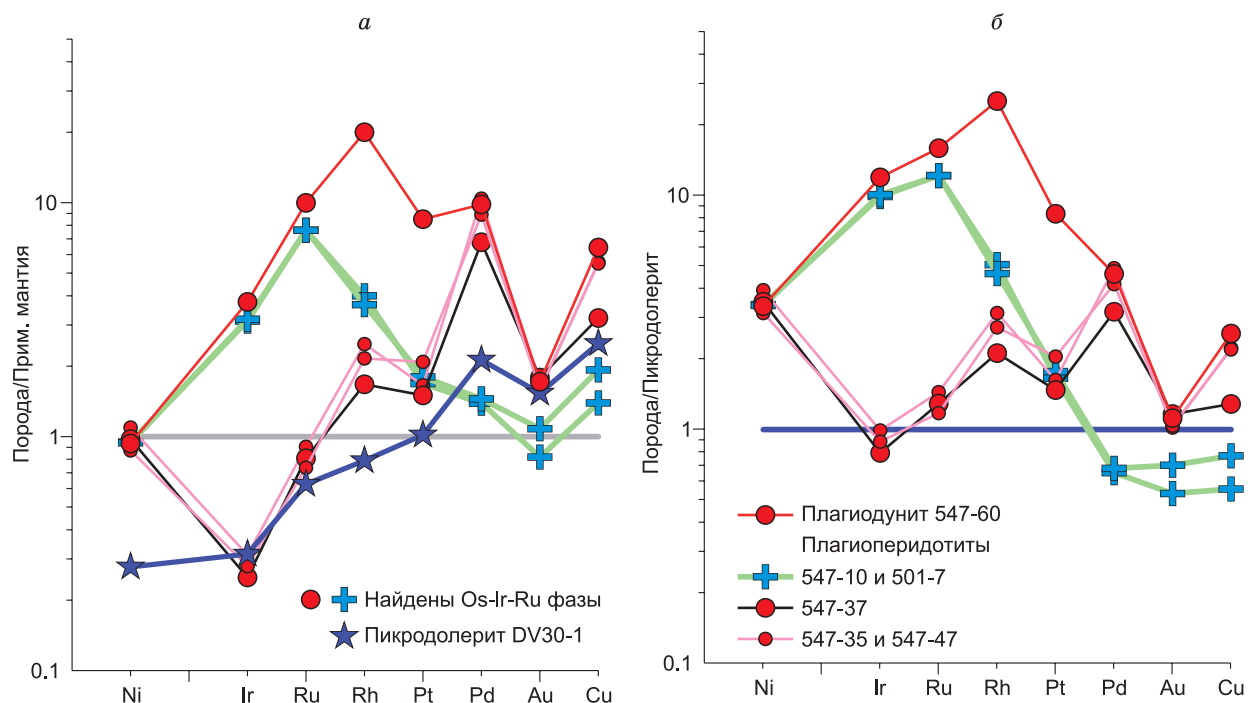 а
Порода/Прим. мантия
10
1
0.1
Ni Ir Ru Rh Pt Pd Au Cu
Найдены Os-Ir-Ru фазы
Пикродолерит DV30-1
б
Порода/Пикродолерит
10
1
0.1
Ni Ir Ru Rh Pt Pd Au Cu
Плагиодунит 547-60
Плагиоперидотиты
547-10 и 501-7
547-37
547-35 и 547-47